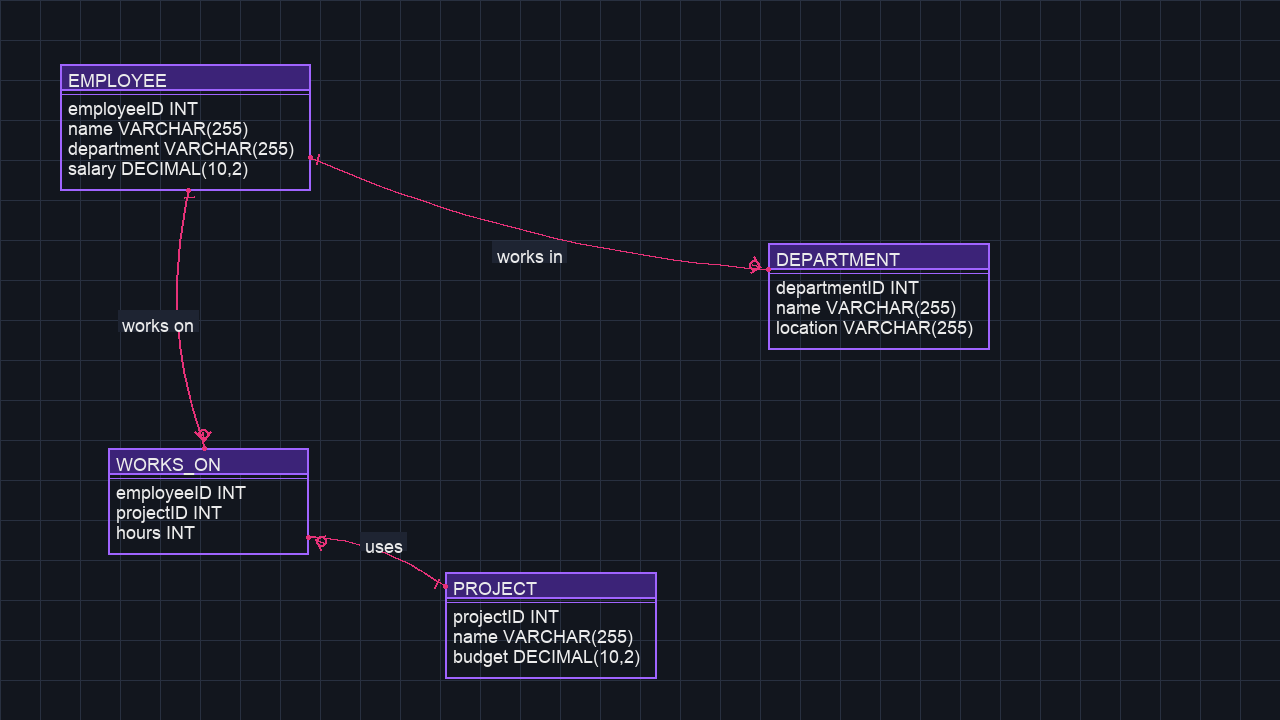 EMPLOYEE
employeeID INT
name VARCHAR(255)
department VARCHAR(255)
salary DECIMAL(10,2)
works in
DEPARTMENT
departmentID INT
name VARCHAR(255)
location VARCHAR(255)
works on
WORKS_ON
employeeID INT
projectID INT
hours INT
uses
PROJECT
projectID INT
name VARCHAR(255)
budget DECIMAL(10,2)